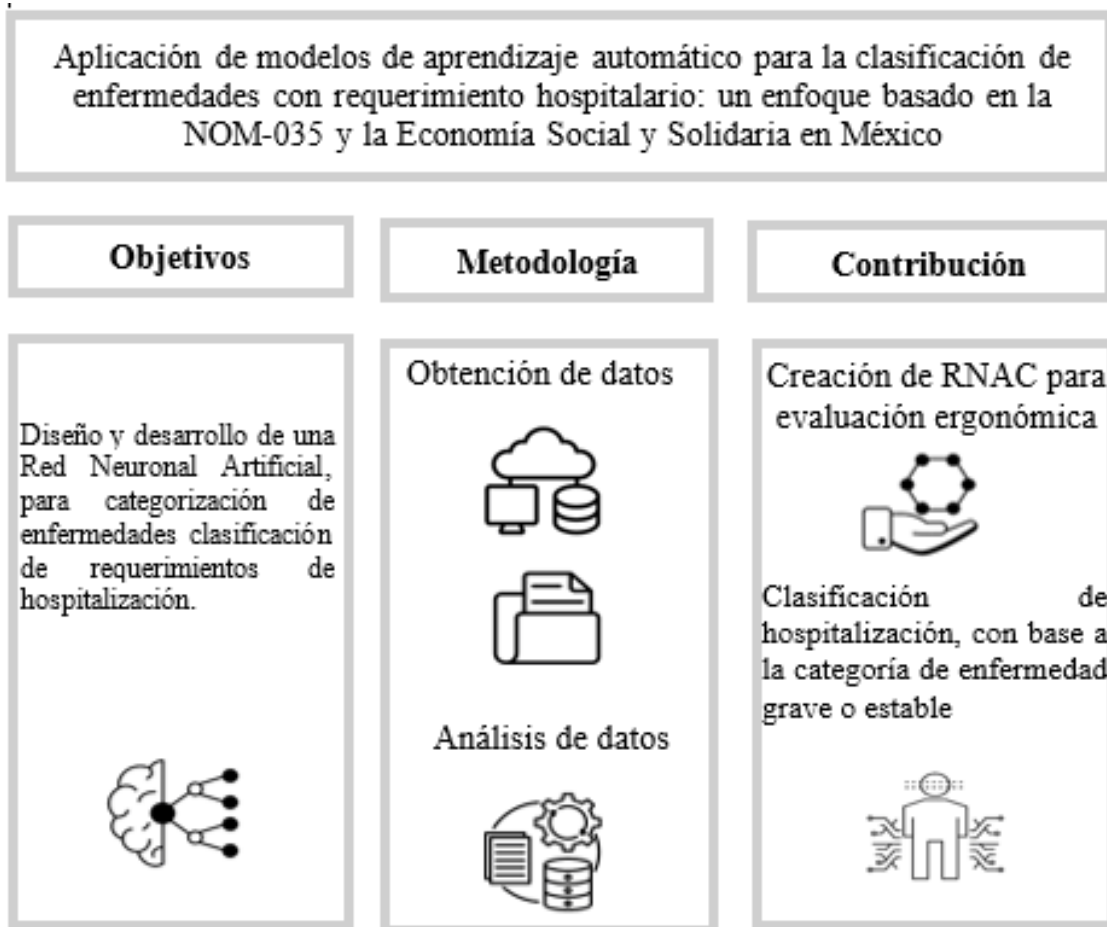 Aplicación de modelos de aprendizaje automático para la clasificación de
enfermedades con requerimiento hospitalario: un enfoque basado en la
NOM-035 y la Economía Social y Solidaria en México
Objetivos
Diseño y desarrollo de una
Red Neuronal Artificial,
para categorización de
enfermedades clasificación
de requerimientos de
hospitalización.
Metodología
Obtención de datos
Análisis de datos
Contribución
Creación de RNAC para
evaluación ergonómica
Clasificación de
hospitalización, con base a
la categoría de enfermedad
grave o estable